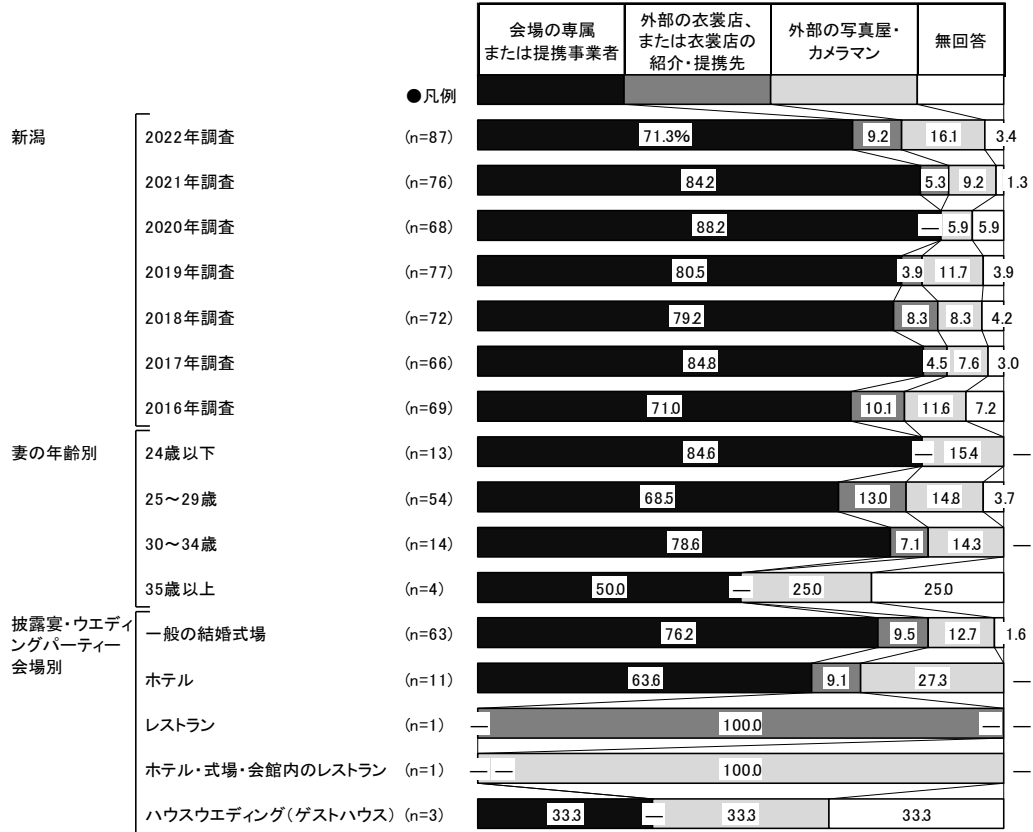 会場の専属
または提携事業者
外部の衣裳店、
または衣裳店の
紹介・提携先
外部の写真屋・
カメラマン
無回答
●凡例
新潟
2022年調査 (n=87) 71.3% 9.2 16.1 3.4
2021年調査 (n=76) 84.2 5.3 9.2 1.3
2020年調査 (n=68) 88.2 — 5.9 5.9
2019年調査 (n=77) 80.5 3.9 11.7 3.9
2018年調査 (n=72) 79.2 8.3 8.3 4.2
2017年調査 (n=66) 84.8 4.5 7.6 3.0
2016年調査 (n=69) 71.0 10.1 11.6 7.2
妻の年齢別
24歳以下 (n=13) 84.6 — 15.4 —
25～29歳 (n=54) 68.5 13.0 14.8 3.7
30～34歳 (n=14) 78.6 7.1 14.3 —
35歳以上 (n=4) 50.0 — 25.0 25.0
披露宴・ウエディ
ングパーティー
会場別
一般の結婚式場 (n=63) 76.2 9.5 12.7 1.6
ホテル (n=11) 63.6 9.1 27.3 —
レストラン (n=1) — 100.0 — —
ホテル・式場・会館内のレストラン (n=1) — — 100.0 —
ハウスウエディング(ゲストハウス) (n=3) 33.3 — 33.3 33.3